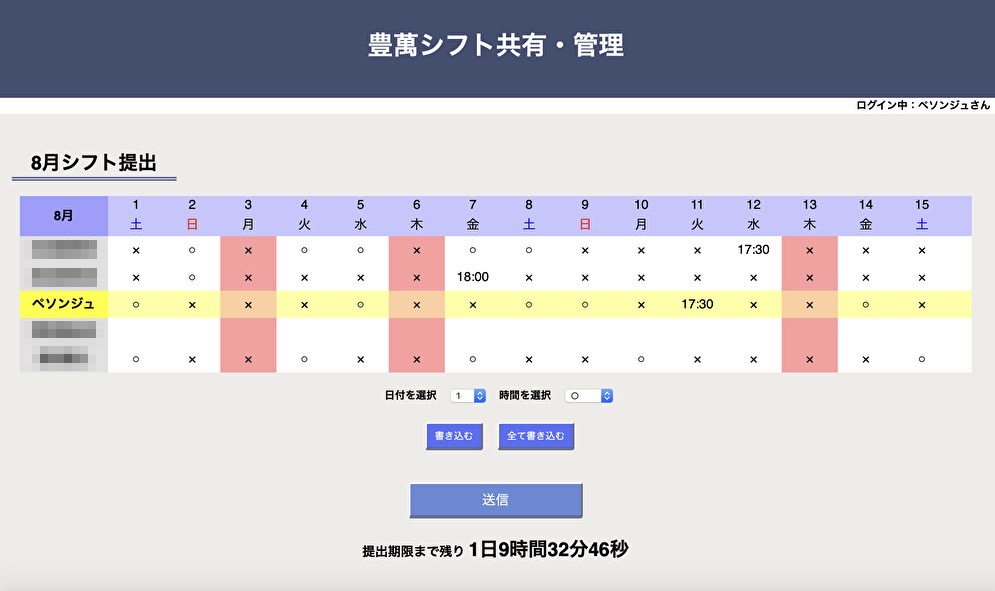 豊萬シフト共有・管理
ログイン中：ペソンジュさん
8月シフト提出
8月 1 2 3 4 5 6 7 8 9 10 11 12 13 14 15
土 日 月 火 水 木 金 土 日 月 火 水 木 金 土
× ○ × ○ ○ × ○ ○ × × × 17:30 × × ×
× ○ × × × × 18:00 × × × × × × × ×
ペソンジュ ○ × × × ○ × × ○ ○ × 17:30 × × ○ ×
○ × × ○ × × ○ × × ○ × × × × ○
日付を選択 1 時間を選択 ○
書き込む 全て書き込む
送信
提出期限まで残り 1日9時間32分46秒